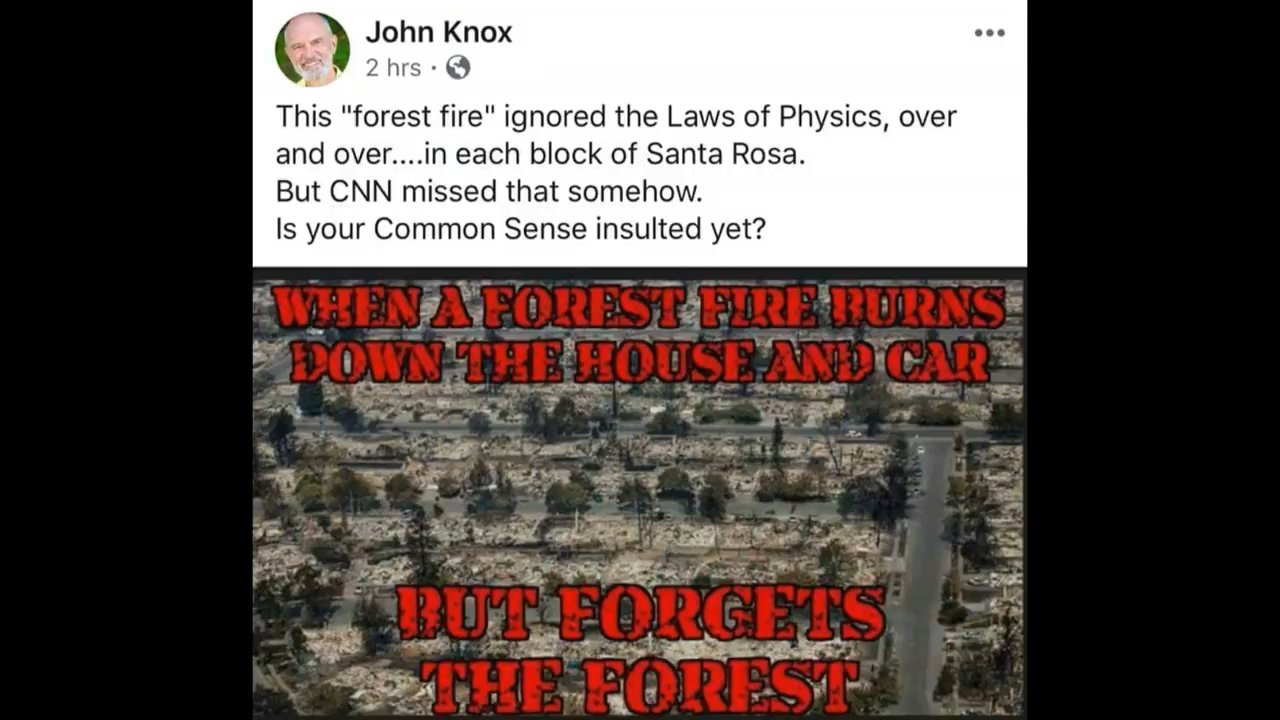 John Knox
2 hrs ·
This "forest fire" ignored the Laws of Physics, over
and over....in each block of Santa Rosa.
But CNN missed that somehow.
Is your Common Sense insulted yet?
WHEN A FOREST FIRE BURNS
DOWN THE HOUSE AND CAR
BUT FORGETS
THE FOREST